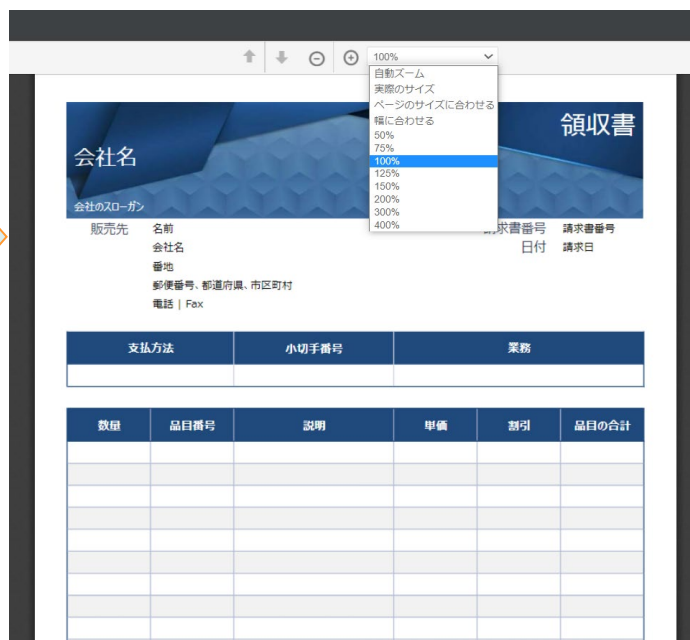 100%
自動ズーム
実際のサイズ
ページのサイズに合わせる
幅に合わせる
50%
75%
100%
125%
150%
200%
300%
400%
領収書
会社名
会社のスローガン
販売先 名前
会社名
番地
郵便番号、都道府県、市区町村
電話 | Fax
求書番号 請求書番号
日付 請求日
支払方法 小切手番号 業務
数量 品目番号 説明 単価 割引 品目の合計